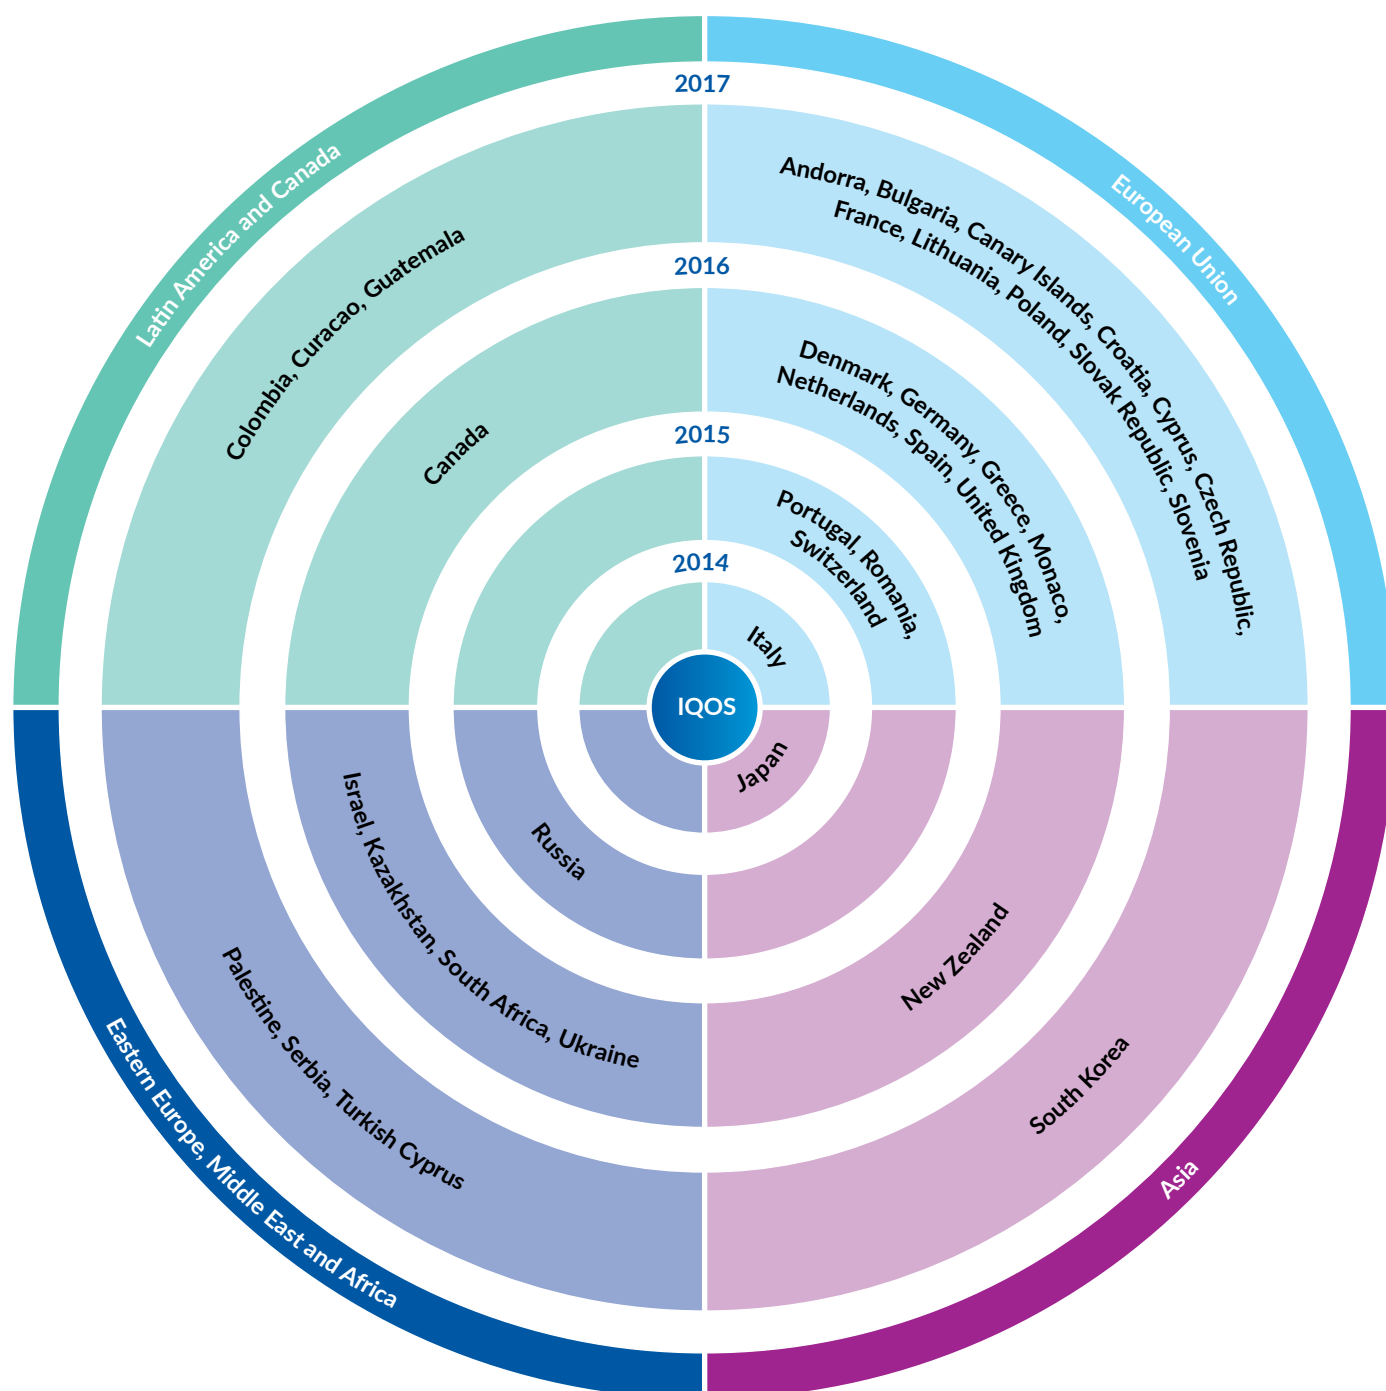 2017
Latin America and Canada
European Union
Colombia, Curacao, Guatemala
Andorra, Bulgaria, Canary Islands, Croatia, Cyprus, Czech Republic,
France, Lithuania, Poland, Slovak Republic, Slovenia
2016
Canada
Denmark, Germany, Greece, Monaco,
Netherlands, Spain, United Kingdom
2015
Portugal, Romania,
Switzerland
2014
Italy
IQOS
Japan
Russia
Israel, Kazakhstan, South Africa, Ukraine
New Zealand
Palestine, Serbia, Turkish Cyprus
South Korea
Eastern Europe, Middle East and Africa
Asia